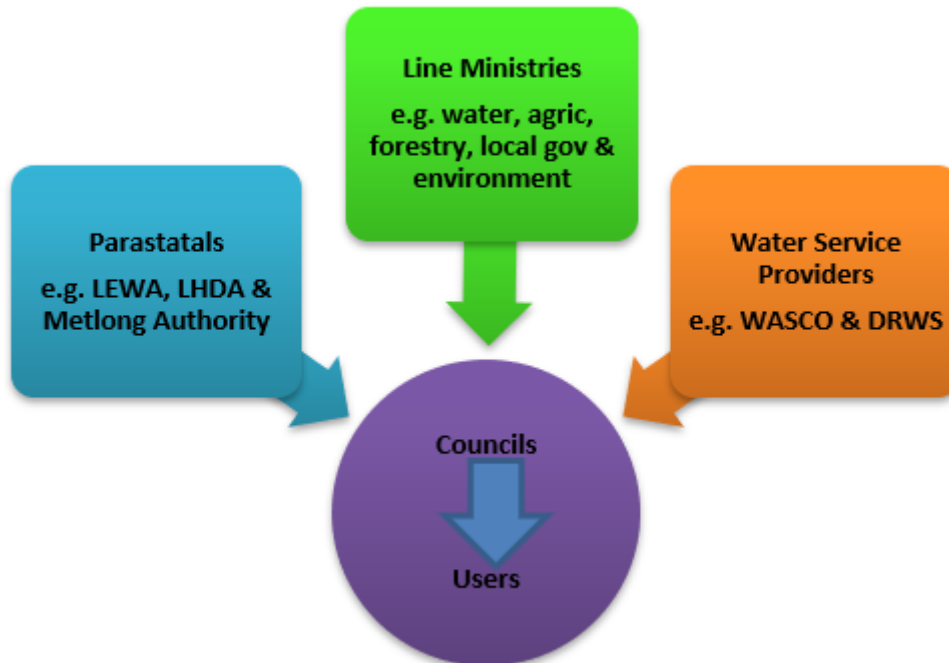 Line Ministries
e.g. water, agric,
forestry, local gov &
environment
Parastatals
e.g. LEWA, LHDA &
Metlong Authority
Water Service
Providers
e.g. WASCO & DRWS
Councils
Users